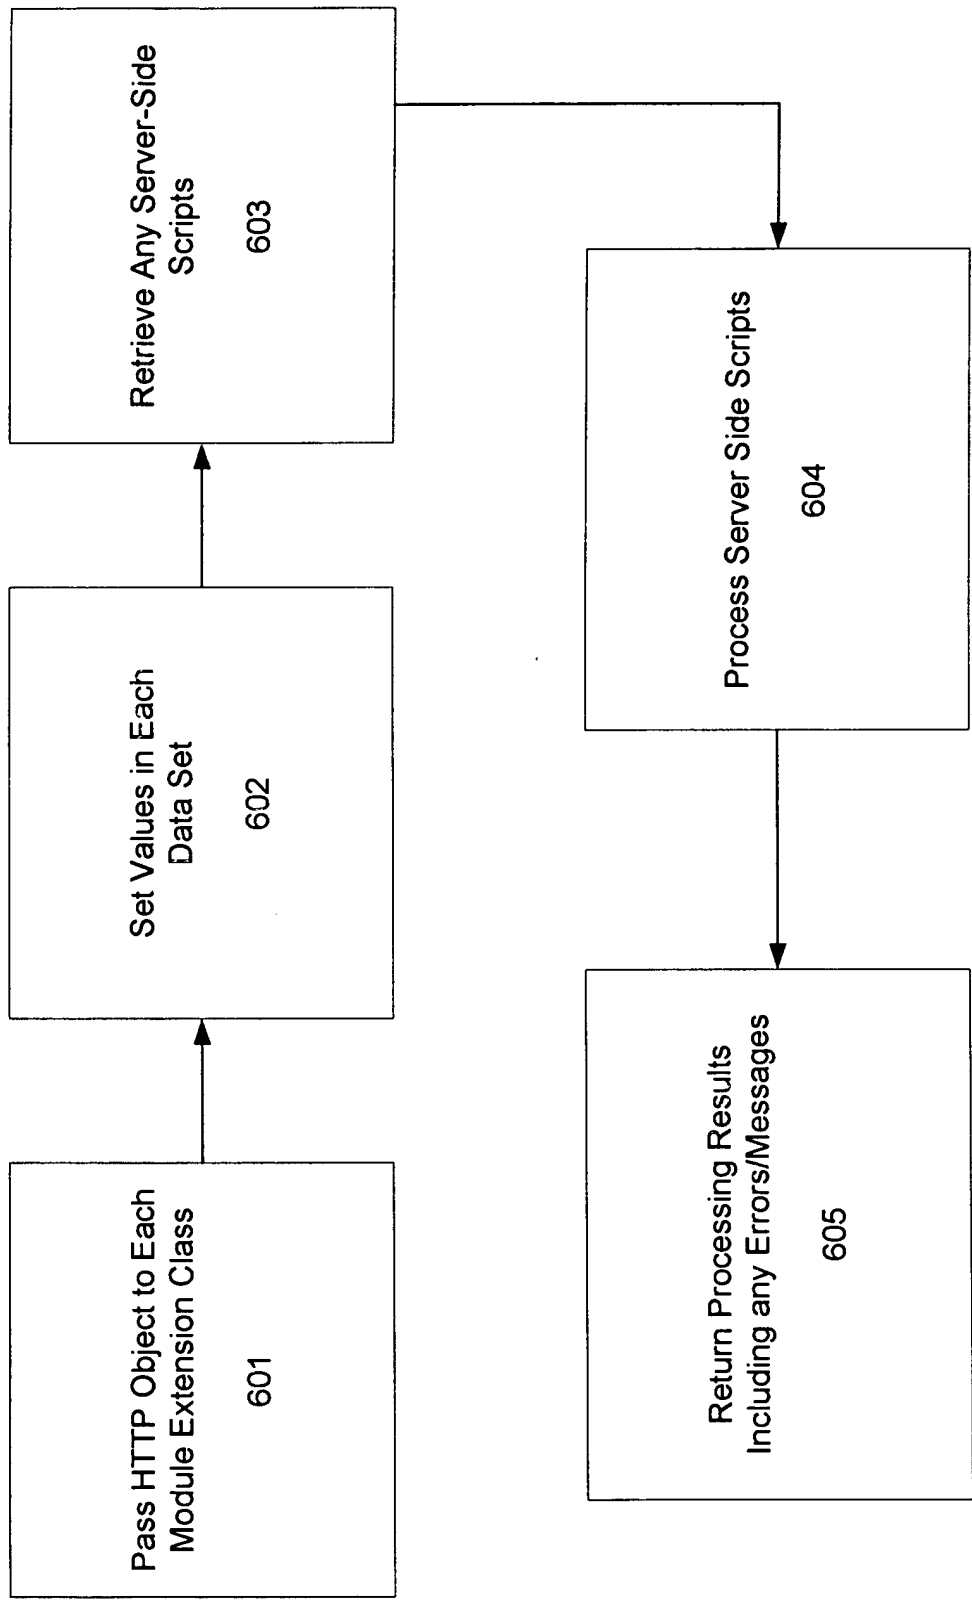 Pass HTTP Object to Each
Module Extension Class
601
Set Values in Each
Data Set
602
Retrieve Any Server-Side
Scripts
603
Process Server Side Scripts
604
Return Processing Results
Including any Errors/Messages
605